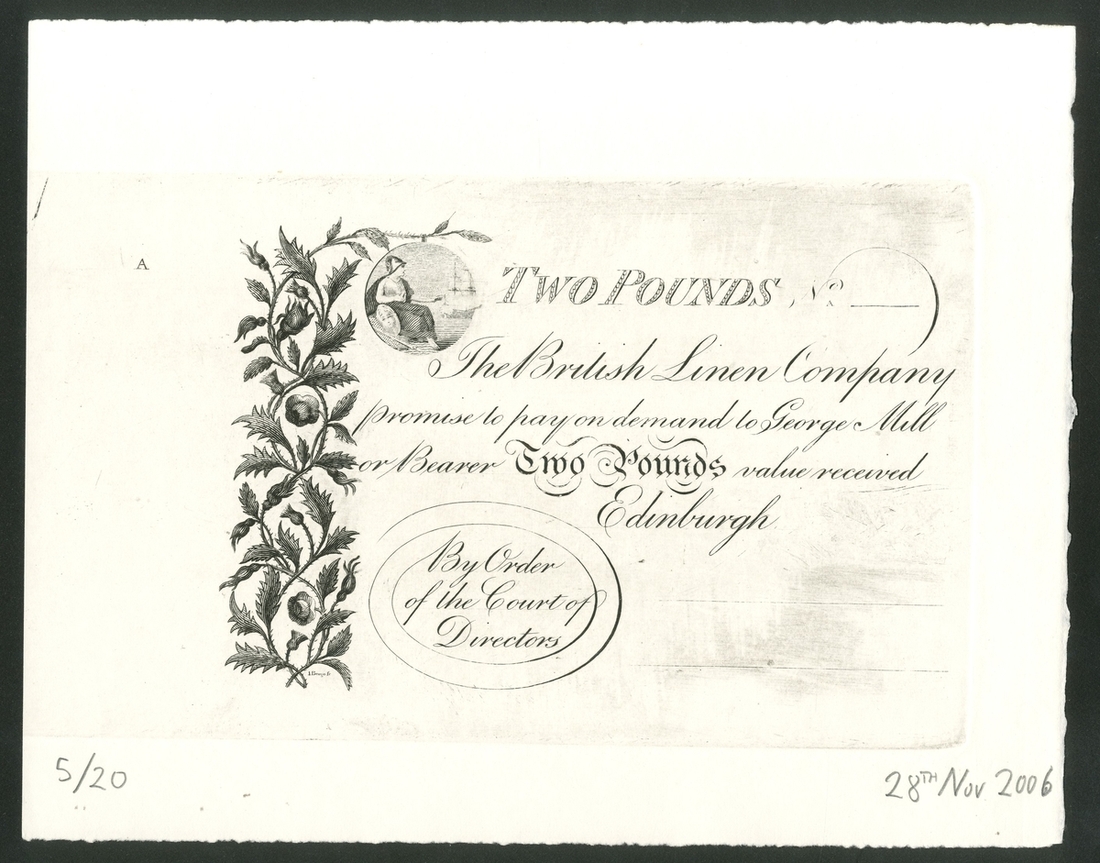 A
TWO POUNDS No
The British Linen Company
promise to pay on demand to George Mill
or Bearer Two Pounds value received
Edinburgh
By Order
of the Court of
Directors
5/20
28TH Nov 2006